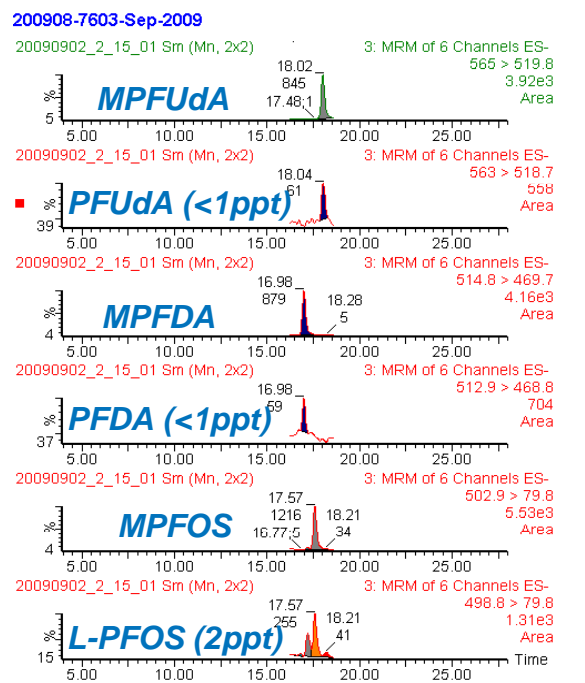 200908-7603-Sep-2009
20090902_2_15_01 Sm (Mn, 2x2) 3: MRM of 6 Channels ES-
565 > 519.8
3.92e3
Area
18.02
845
17.48;1
MPFUdA
%
5
5.00 10.00 15.00 20.00 25.00
20090902_2_15_01 Sm (Mn, 2x2) 3: MRM of 6 Channels ES-
563 > 518.7
558
Area
18.04
61
PFUdA (<1ppt)
%
39
5.00 10.00 15.00 20.00 25.00
20090902_2_15_01 Sm (Mn, 2x2) 3: MRM of 6 Channels ES-
514.8 > 469.7
4.16e3
Area
16.98
879
18.28
5
MPFDA
%
4
5.00 10.00 15.00 20.00 25.00
20090902_2_15_01 Sm (Mn, 2x2) 3: MRM of 6 Channels ES-
512.9 > 468.8
704
Area
16.98
59
PFDA (<1ppt)
%
37
5.00 10.00 15.00 20.00 25.00
20090902_2_15_01 Sm (Mn, 2x2) 3: MRM of 6 Channels ES-
502.9 > 79.8
5.53e3
Area
17.57
1216
16.77;5
18.21
34
MPFOS
%
4
5.00 10.00 15.00 20.00 25.00
20090902_2_15_01 Sm (Mn, 2x2) 3: MRM of 6 Channels ES-
498.8 > 79.8
1.31e3
Area
17.57
255
18.21
41
L-PFOS (2ppt)
%
15
Time
5.00 10.00 15.00 20.00 25.00